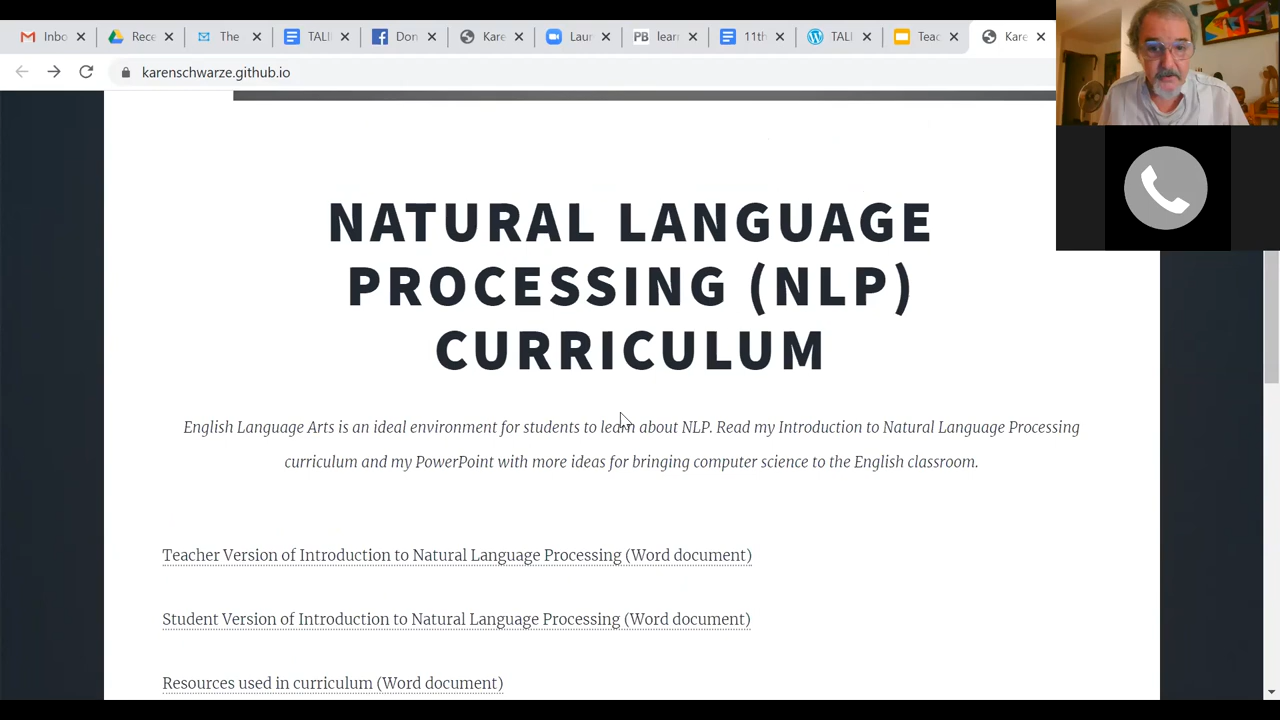 Inbo
Rece
The
TALI
Don
Kare
Laun
PB learn
11th
TALL
Teac
Kare
karenschwarze.github.io
NATURAL LANGUAGE
PROCESSING (NLP)
CURRICULUM
English Language Arts is an ideal environment for students to learn about NLP. Read my Introduction to Natural Language Processing
curriculum and my PowerPoint with more ideas for bringing computer science to the English classroom.
Teacher Version of Introduction to Natural Language Processing (Word document)
Student Version of Introduction to Natural Language Processing (Word document)
Resources used in curriculum (Word document)